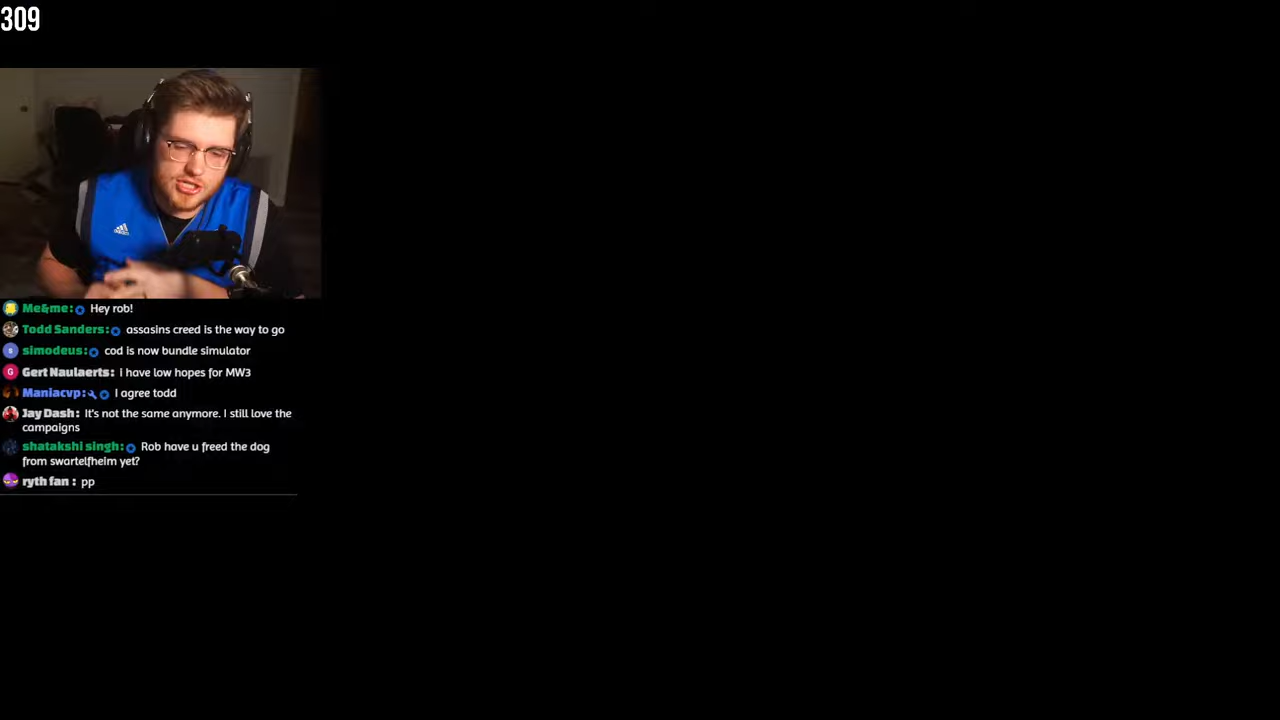 309
Me&me: Hey rob!
Todd Sanders: assasins creed is the way to go
simodeus: cod is now bundle simulator
Gert Naulaerts: i have low hopes for MW3
Maniacvp: I agree todd
Jay Dash: It's not the same anymore. I still love the
campaigns
shatakshi singh: Rob have u freed the dog
from swartelfheim yet?
ryth fan : pp